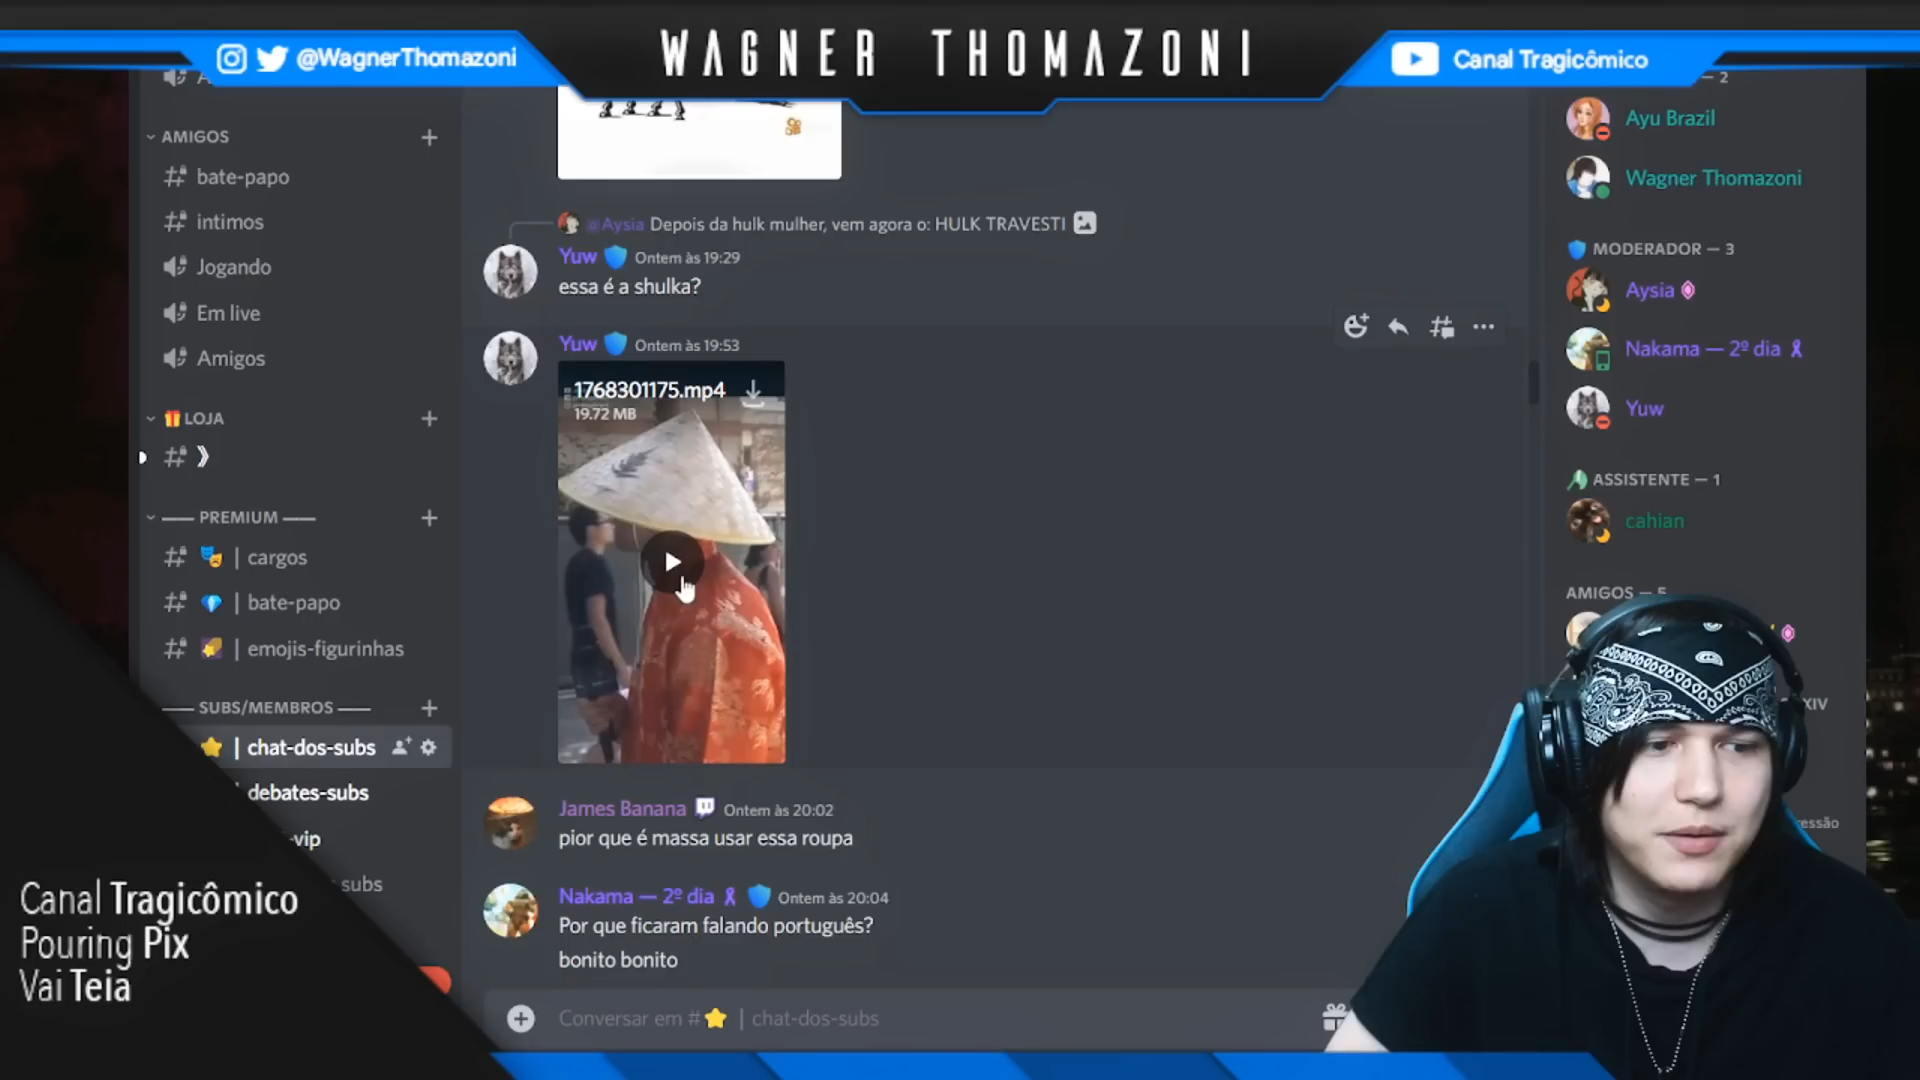 WAGNER THOMAZONI
@WagnerThomazoni
Canal Tragicômico
AMIGOS
bate-papo
intimos
Jogando
Em live
Amigos
LOJA
PREMIUM
| cargos
| bate-papo
| emojis-figurinhas
SUBS/MEMBROS
| chat-dos-subs
debates-subs
-vip
subs
Canal Tragicômico
Pouring Pix
Vai Teia
@Aysia Depois da hulk mulher, vem agora o: HULK TRAVESTI
Yuw Ontem às 19:29
essa é a shulka?
Yuw Ontem às 19:53
1768301175.mp4
19.72 MB
James Banana Ontem às 20:02
pior que é massa usar essa roupa
Nakama — 2º dia Ontem às 20:04
Por que ficaram falando português?
bonito bonito
Conversar em # | chat-dos-subs
— 2
Ayu Brazil
Wagner Thomazoni
MODERADOR — 3
Aysia
Nakama — 2º dia
Yuw
ASSISTENTE — 1
cahian
AMIGOS — 5
XIV
essão